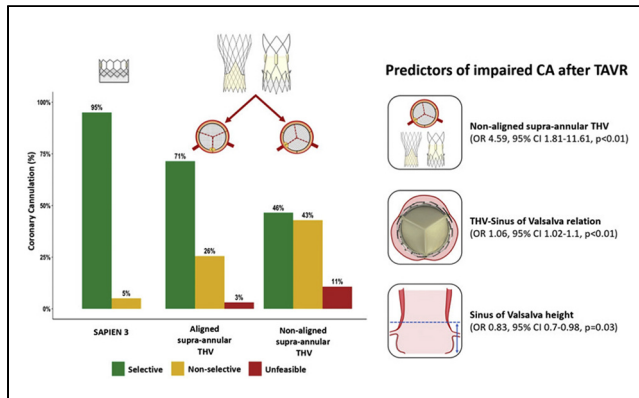 Predictors of impaired CA after TAVR
Coronary Cannulation (%)
100%
75%
50%
25%
0%
95%
5%
71%
26%
3%
46%
43%
11%
SAPIEN 3
Aligned
supra-annular
THV
Non-aligned
supra-annular
THV
Selective
Non-selective
Unfeasible
Non-aligned supra-annular THV
(OR 4.59, 95% CI 1.81-11.61, p<0.01)
THV-Sinus of Valsalva relation
(OR 1.06, 95% CI 1.02-1.1, p<0.01)
Sinus of Valsalva height
(OR 0.83, 95% CI 0.7-0.98, p=0.03)